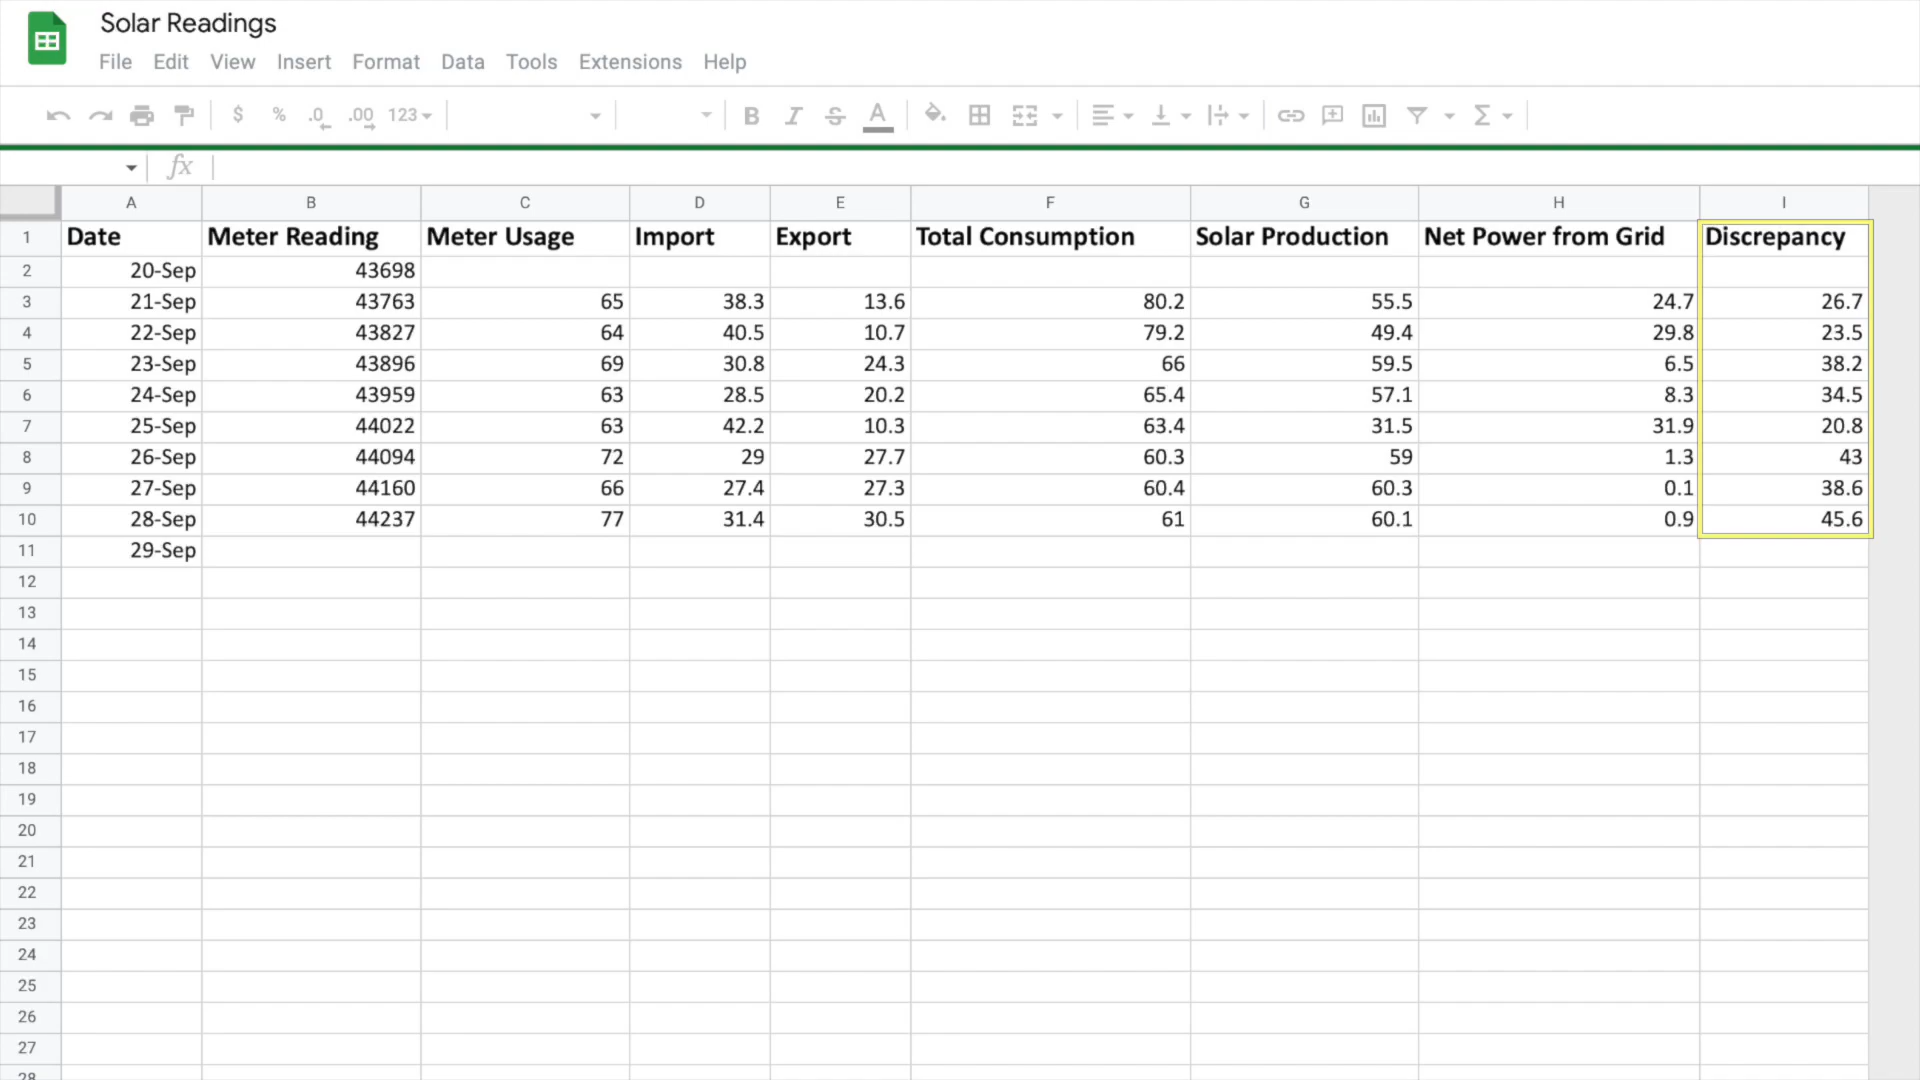 Solar Readings
File Edit View Insert Format Data Tools Extensions Help
$ % .0 .00 123 B I S A Σ
fx
A B C D E F G H I
1 Date Meter Reading Meter Usage Import Export Total Consumption Solar Production Net Power from Grid Discrepancy
2 20-Sep 43698
3 21-Sep 43763 65 38.3 13.6 80.2 55.5 24.7 26.7
4 22-Sep 43827 64 40.5 10.7 79.2 49.4 29.8 23.5
5 23-Sep 43896 69 30.8 24.3 66 59.5 6.5 38.2
6 24-Sep 43959 63 28.5 20.2 65.4 57.1 8.3 34.5
7 25-Sep 44022 63 42.2 10.3 63.4 31.5 31.9 20.8
8 26-Sep 44094 72 29 27.7 60.3 59 1.3 43
9 27-Sep 44160 66 27.4 27.3 60.4 60.3 0.1 38.6
10 28-Sep 44237 77 31.4 30.5 61 60.1 0.9 45.6
11 29-Sep
12
13
14
15
16
17
18
19
20
21
22
23
24
25
26
27
28